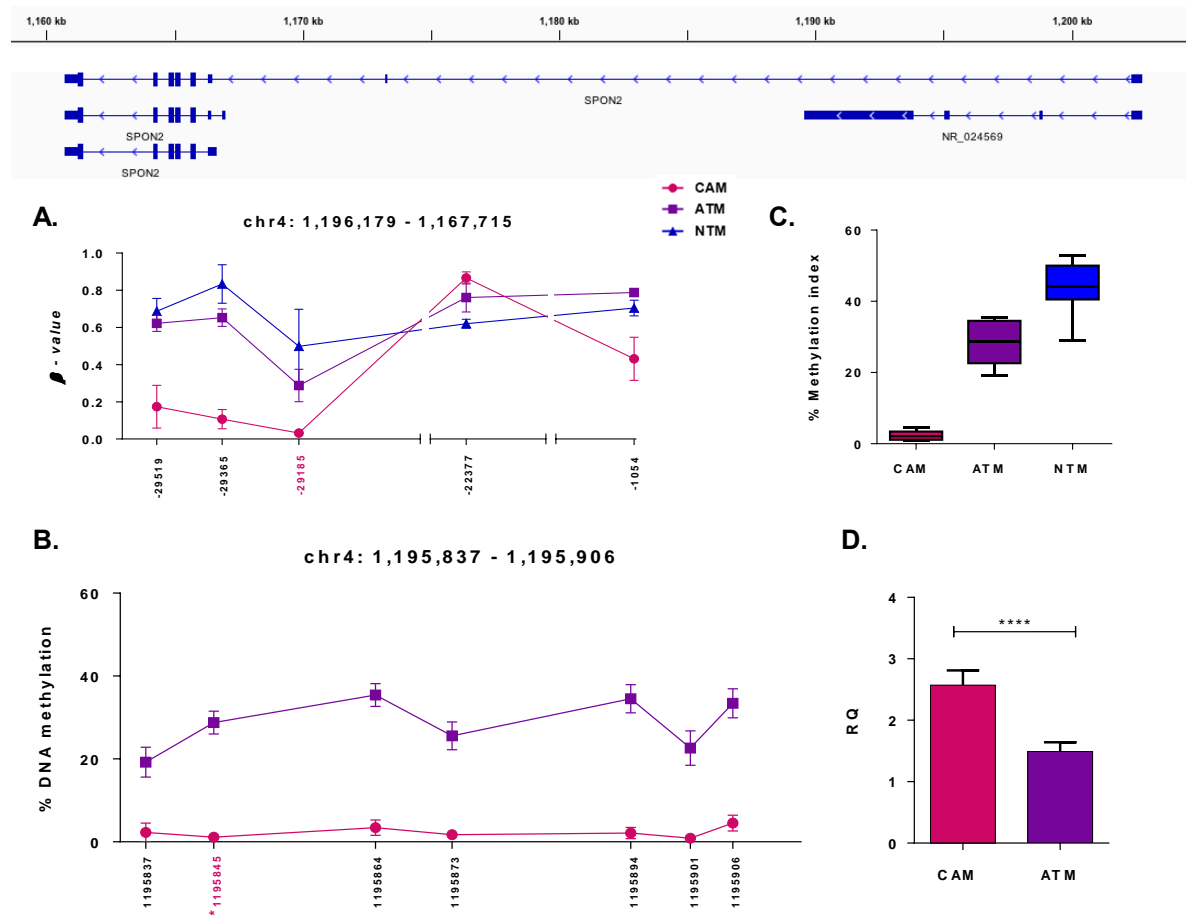 1,160 kb 1,170 kb 1,180 kb 1,190 kb 1,200 kb
SPON2
SPON2 NR_024569
SPON2
CAM
ATM
NTM
A.
chr4: 1,196,179 - 1,167,715
β - value
1.0
0.8
0.6
0.4
0.2
0.0
-29519 -29365 -29185 -22377 -1054
C.
% Methylation index
60
40
20
0
CAM ATM NTM
B.
chr4: 1,195,837 - 1,195,906
% DNA methylation
60
40
20
0
1195837 *1195845 1195864 1195873 1195894 1195901 1195906
D.
RQ
4
3
2
1
0
****
CAM ATM